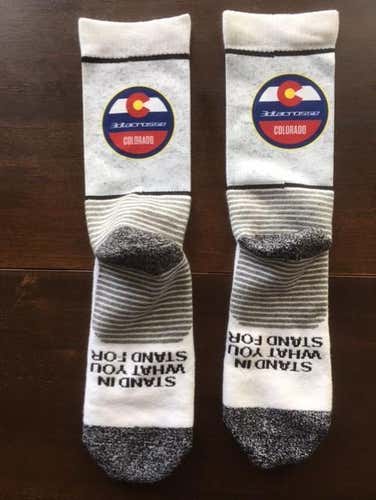 3dlacrosse
COLORADO
3dlacrosse
COLORADO
STAND IN
WHAT YOU
STAND FOR
STAND IN
WHAT YOU
STAND FOR